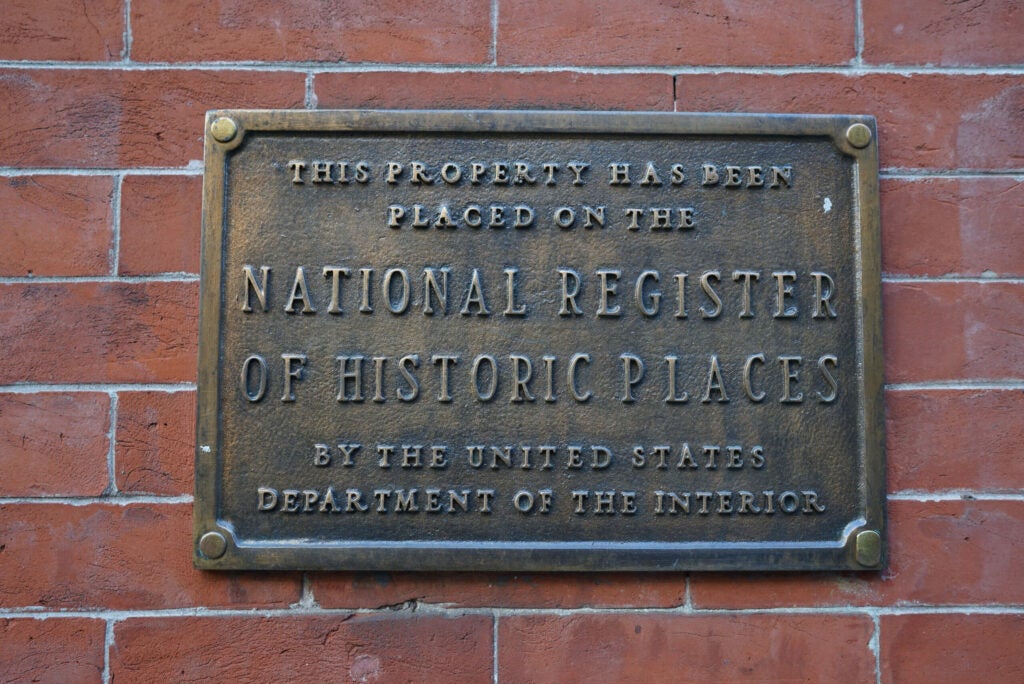 THIS PROPERTY HAS BEEN
PLACED ON THE
NATIONAL REGISTER
OF HISTORIC PLACES
BY THE UNITED STATES
DEPARTMENT OF THE INTERIOR